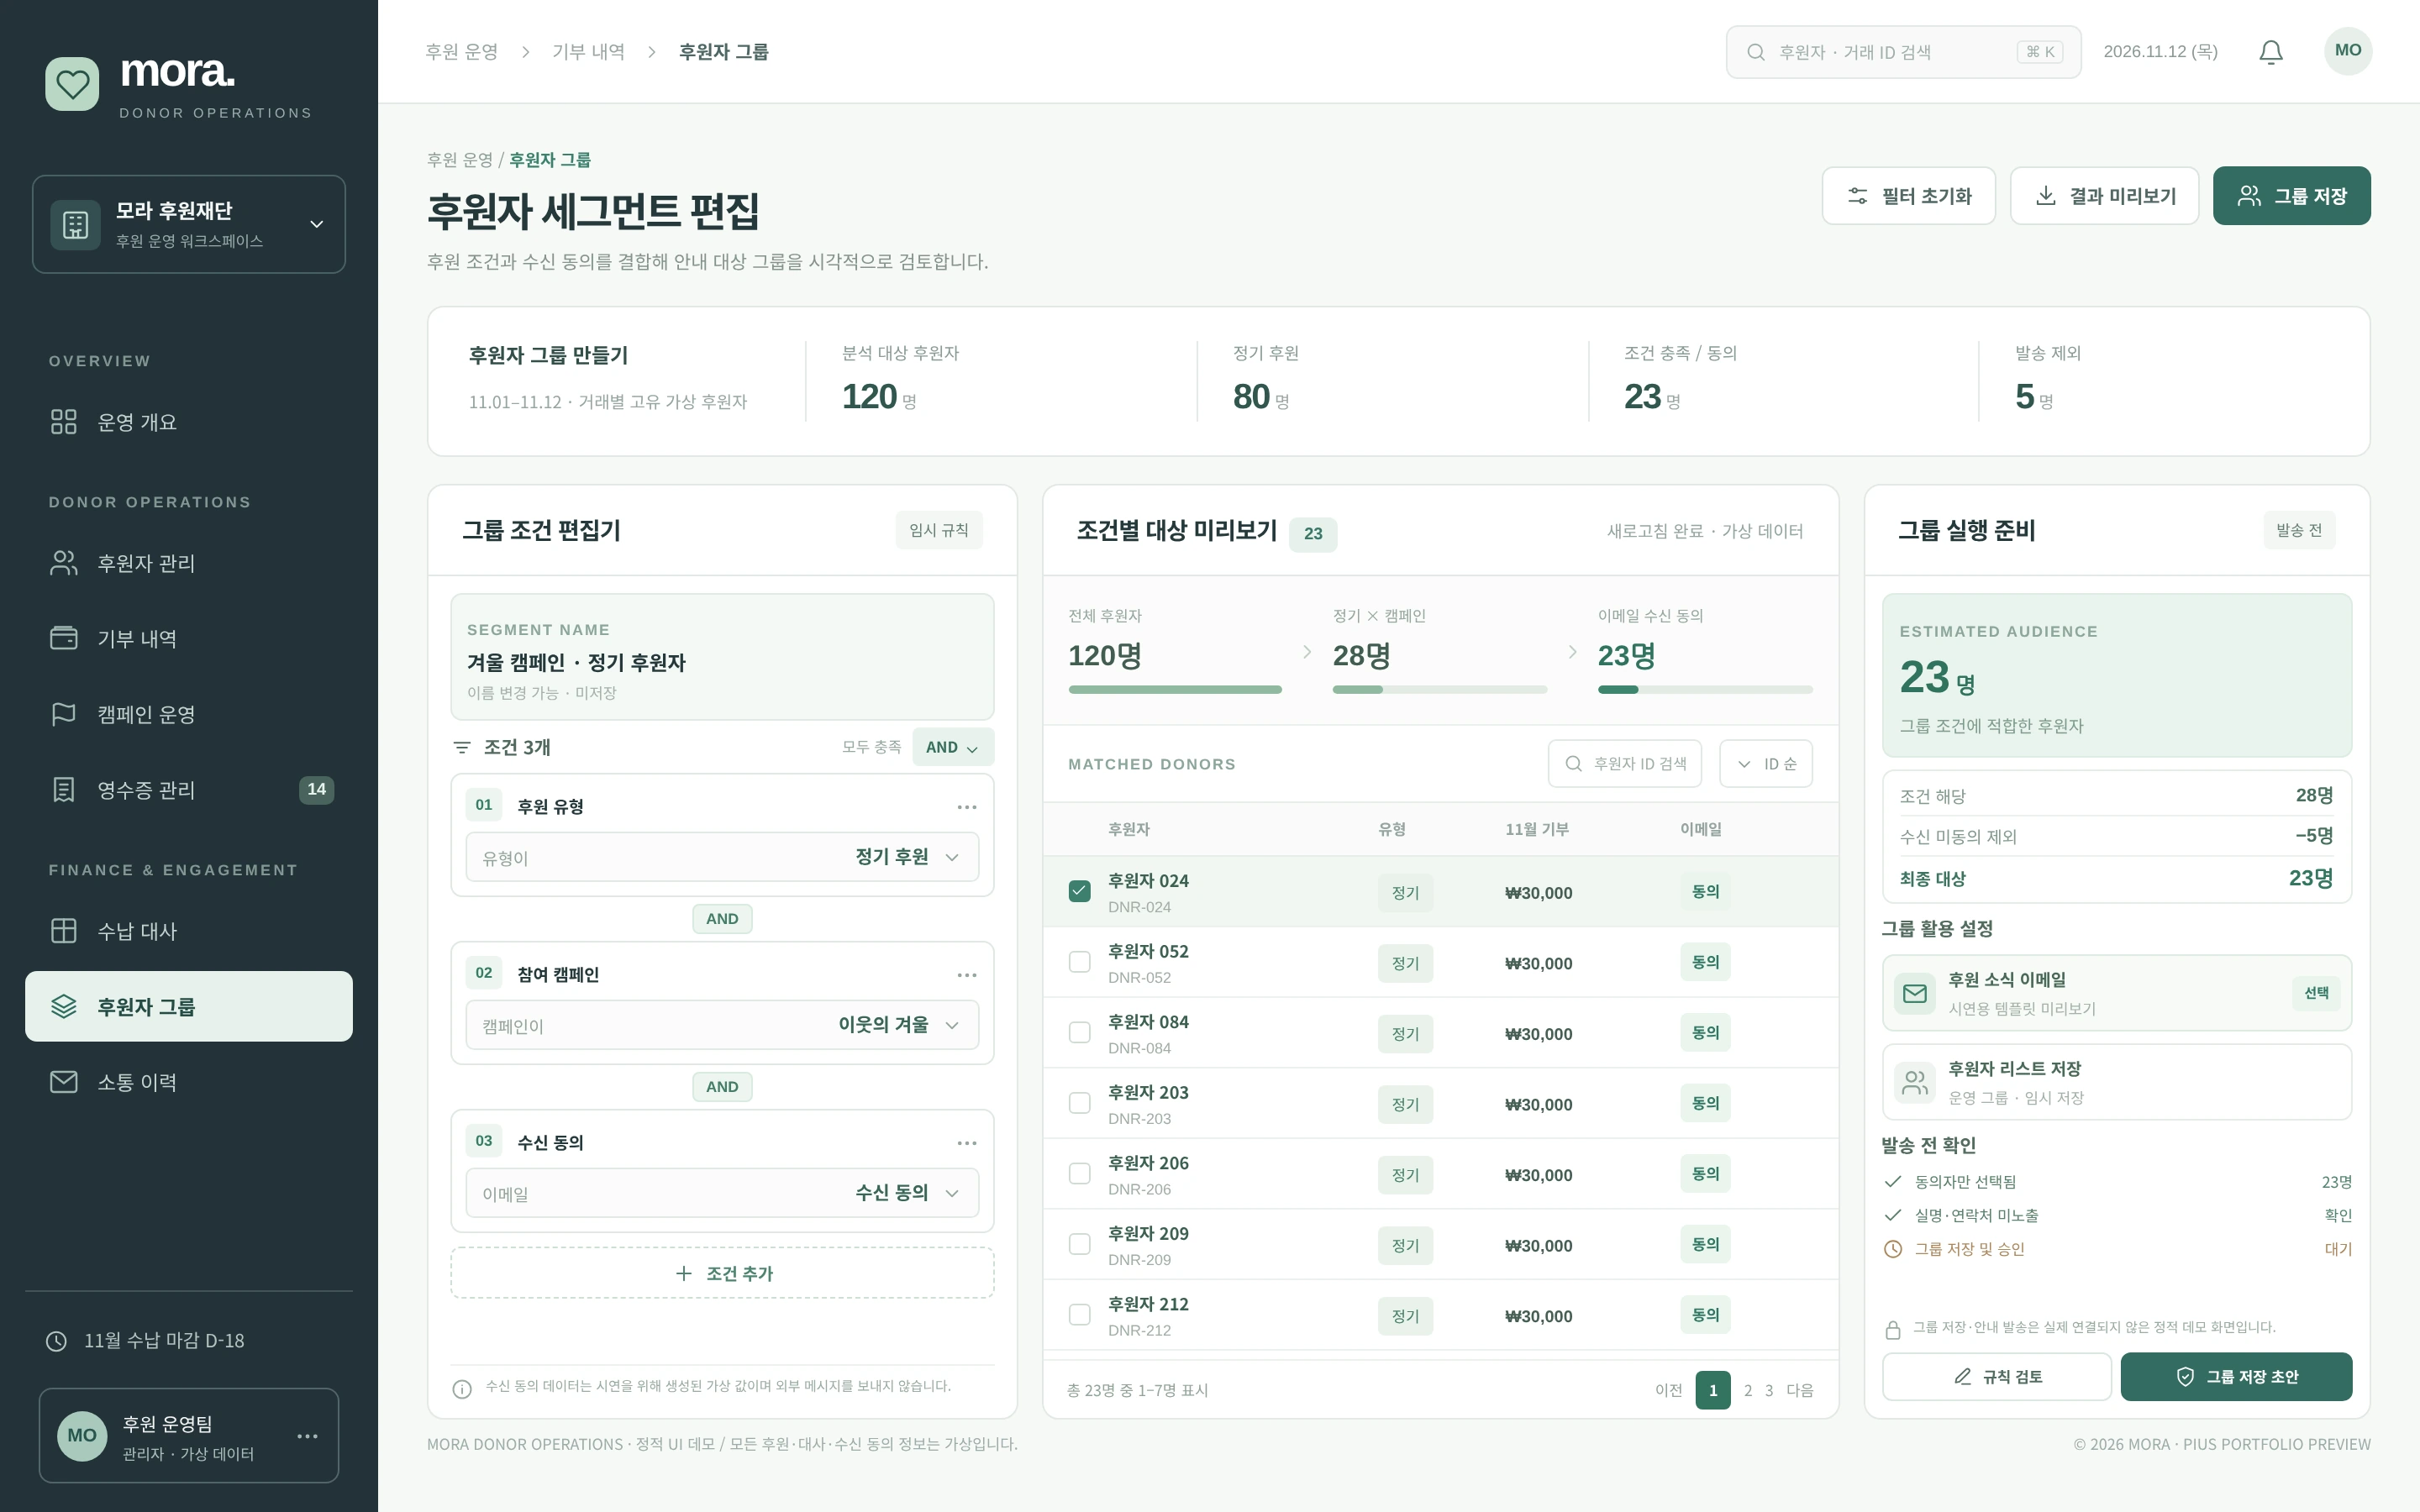 mora.
DONOR OPERATIONS
모라 후원재단
후원 운영 워크스페이스
OVERVIEW
운영 개요
DONOR OPERATIONS
후원자 관리
기부 내역
캠페인 운영
영수증 관리 14
FINANCE & ENGAGEMENT
수납 대사
후원자 그룹
소통 이력
11월 수납 마감 D-18
MO
후원 운영팀
관리자 · 가상 데이터
후원 운영 > 기부 내역 > 후원자 그룹
후원자 · 거래 ID 검색 ⌘ K
2026.11.12 (목)
MO
후원 운영 / 후원자 그룹
후원자 세그먼트 편집
후원 조건과 수신 동의를 결합해 안내 대상 그룹을 시각적으로 검토합니다.
필터 초기화
결과 미리보기
그룹 저장
후원자 그룹 만들기
11.01–11.12 · 거래별 고유 가상 후원자
분석 대상 후원자
120 명
정기 후원
80 명
조건 충족 / 동의
23 명
발송 제외
5 명
그룹 조건 편집기
임시 규칙
SEGMENT NAME
겨울 캠페인 · 정기 후원자
이름 변경 가능 · 미저장
조건 3개
모두 충족 AND
01 후원 유형
유형이 정기 후원
AND
02 참여 캠페인
캠페인이 이웃의 겨울
AND
03 수신 동의
이메일 수신 동의
조건 추가
수신 동의 데이터는 시연을 위해 생성된 가상 값이며 외부 메시지를 보내지 않습니다.
조건별 대상 미리보기 23
새로고침 완료 · 가상 데이터
전체 후원자
120명
정기 × 캠페인
28명
이메일 수신 동의
23명
MATCHED DONORS
후원자 ID 검색
ID 순
후원자 유형 11월 기부 이메일
후원자 024 정기 ₩30,000 동의
DNR-024
후원자 052 정기 ₩30,000 동의
DNR-052
후원자 084 정기 ₩30,000 동의
DNR-084
후원자 203 정기 ₩30,000 동의
DNR-203
후원자 206 정기 ₩30,000 동의
DNR-206
후원자 209 정기 ₩30,000 동의
DNR-209
후원자 212 정기 ₩30,000 동의
DNR-212
총 23명 중 1–7명 표시
이전 1 2 3 다음
그룹 실행 준비
발송 전
ESTIMATED AUDIENCE
23 명
그룹 조건에 적합한 후원자
조건 해당 28명
수신 미동의 제외 −5명
최종 대상 23명
그룹 활용 설정
후원 소식 이메일
시연용 템플릿 미리보기
선택
후원자 리스트 저장
운영 그룹 · 임시 저장
발송 전 확인
동의자만 선택됨 23명
실명·연락처 미노출 확인
그룹 저장 및 승인 대기
그룹 저장·안내 발송은 실제 연결되지 않은 정적 데모 화면입니다.
규칙 검토
그룹 저장 초안
MORA DONOR OPERATIONS · 정적 UI 데모 / 모든 후원·대사·수신 동의 정보는 가상입니다.
© 2026 MORA · PIUS PORTFOLIO PREVIEW